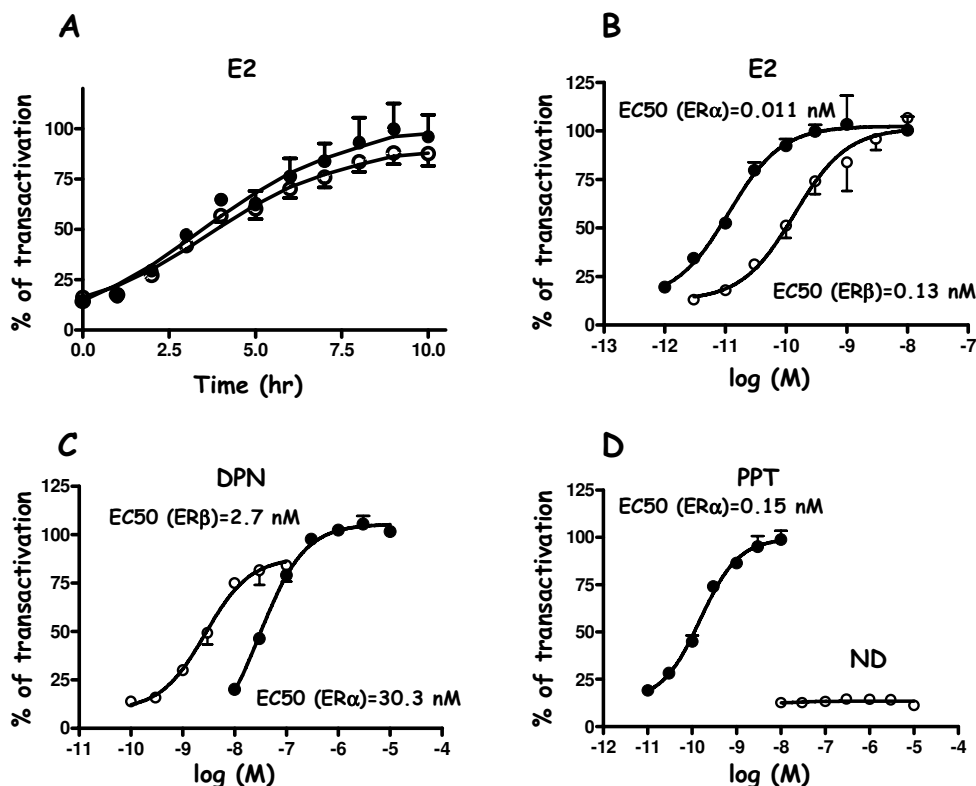 A
E2
% of transactivation
100
75
50
25
0
0.0 2.5 5.0 7.5 10.0
Time (hr)
B
E2
% of transactivation
125
100
75
50
25
0
EC50 (ERα)=0.011 nM
EC50 (ERβ)=0.13 nM
-13 -12 -11 -10 -9 -8 -7
log (M)
C
DPN
% of transactivation
125
100
75
50
25
0
EC50 (ERβ)=2.7 nM
EC50 (ERα)=30.3 nM
-11 -10 -9 -8 -7 -6 -5 -4
log (M)
D
PPT
% of transactivation
125
100
75
50
25
0
EC50 (ERα)=0.15 nM
ND
-12 -11 -10 -9 -8 -7 -6 -5 -4
log (M)